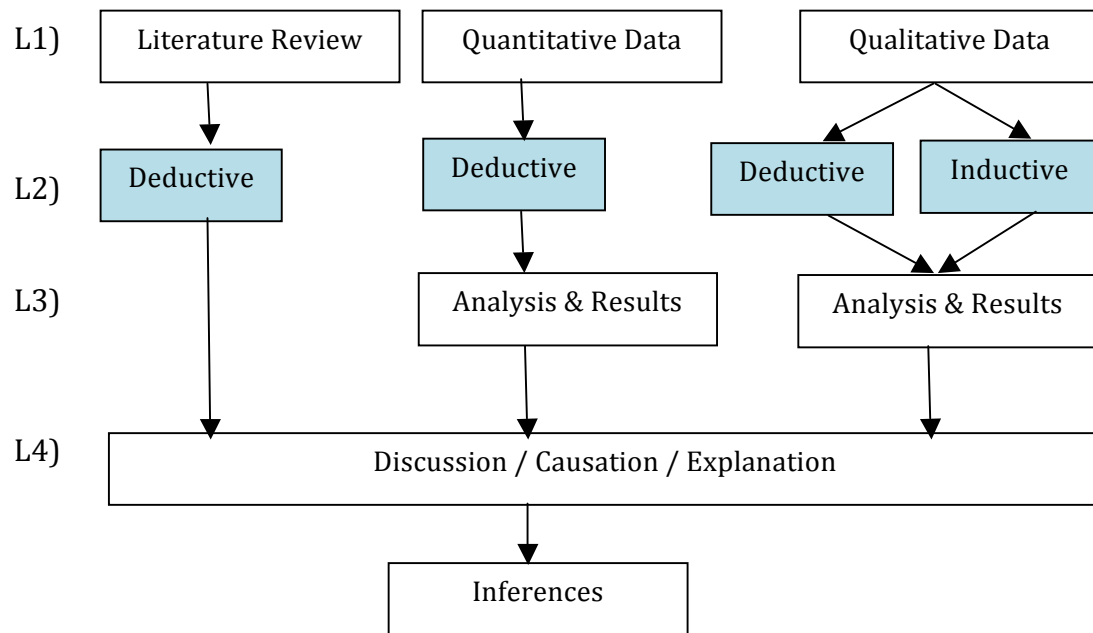 L1)
Literature Review
Quantitative Data
Qualitative Data
L2)
Deductive
Deductive
Deductive
Inductive
L3)
Analysis & Results
Analysis & Results
L4)
Discussion / Causation / Explanation
Inferences